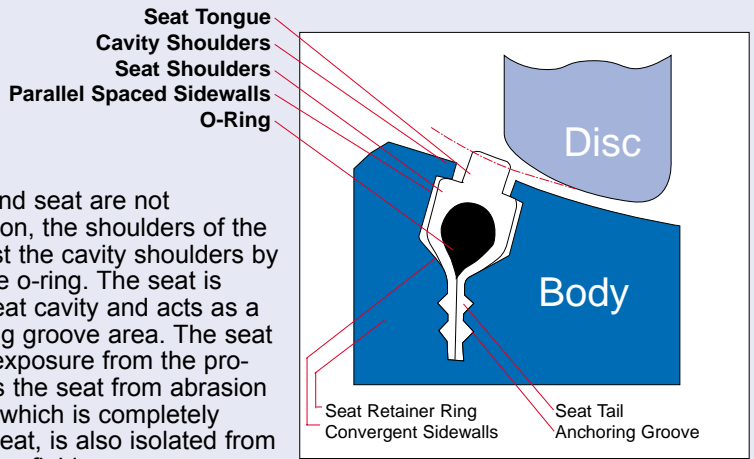 Seat Tongue
Cavity Shoulders
Seat Shoulders
Parallel Spaced Sidewalls
O-Ring
Disc
Body
Seat Retainer Ring
Convergent Sidewalls
Seat Tail
Anchoring Groove
nd seat are not
on, the shoulders of the
st the cavity shoulders by
e o-ring. The seat is
eat cavity and acts as a
g groove area. The seat
exposure from the pro-
s the seat from abrasion
which is completely
eat, is also isolated from